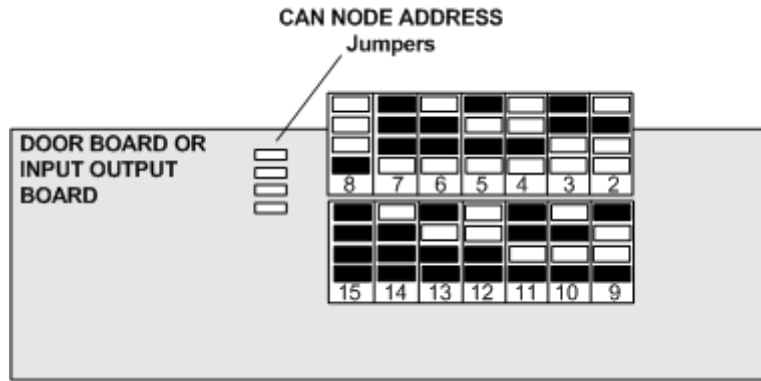 CAN NODE ADDRESS
Jumpers
DOOR BOARD OR
INPUT OUTPUT
BOARD
8 7 6 5 4 3 2
15 14 13 12 11 10 9